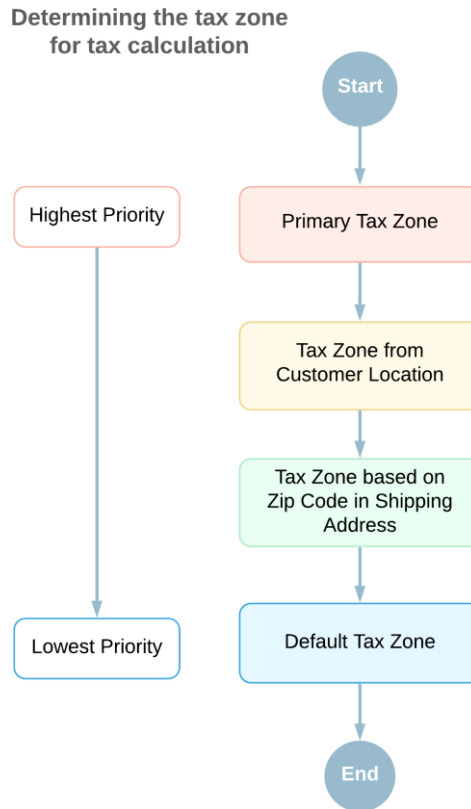 Determining the tax zone
for tax calculation
Start
Highest Priority
Primary Tax Zone
Tax Zone from
Customer Location
Tax Zone based on
Zip Code in Shipping
Address
Lowest Priority
Default Tax Zone
End